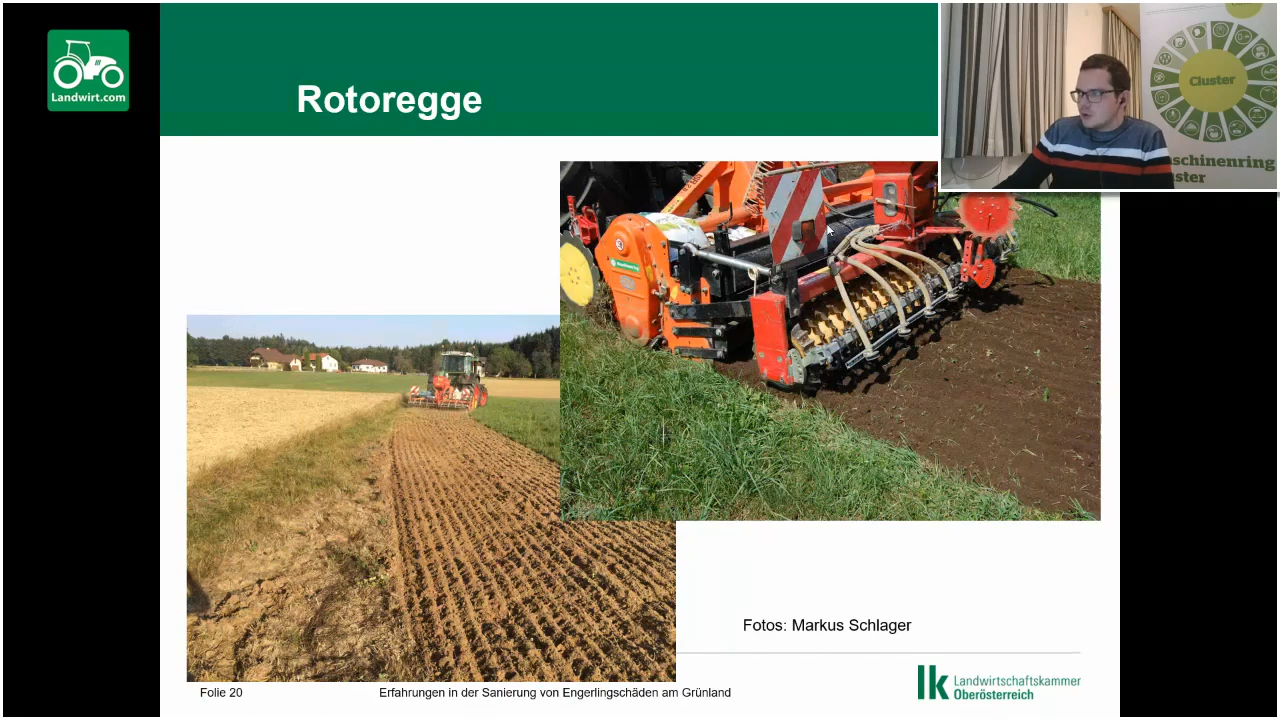 Landwirt.com
Rotoregge
Cluster
aschinenring
uster
Fotos: Markus Schlager
Folie 20
Erfahrungen in der Sanierung von Engerlingschäden am Grünland
lk Landwirtschaftskammer
Oberösterreich